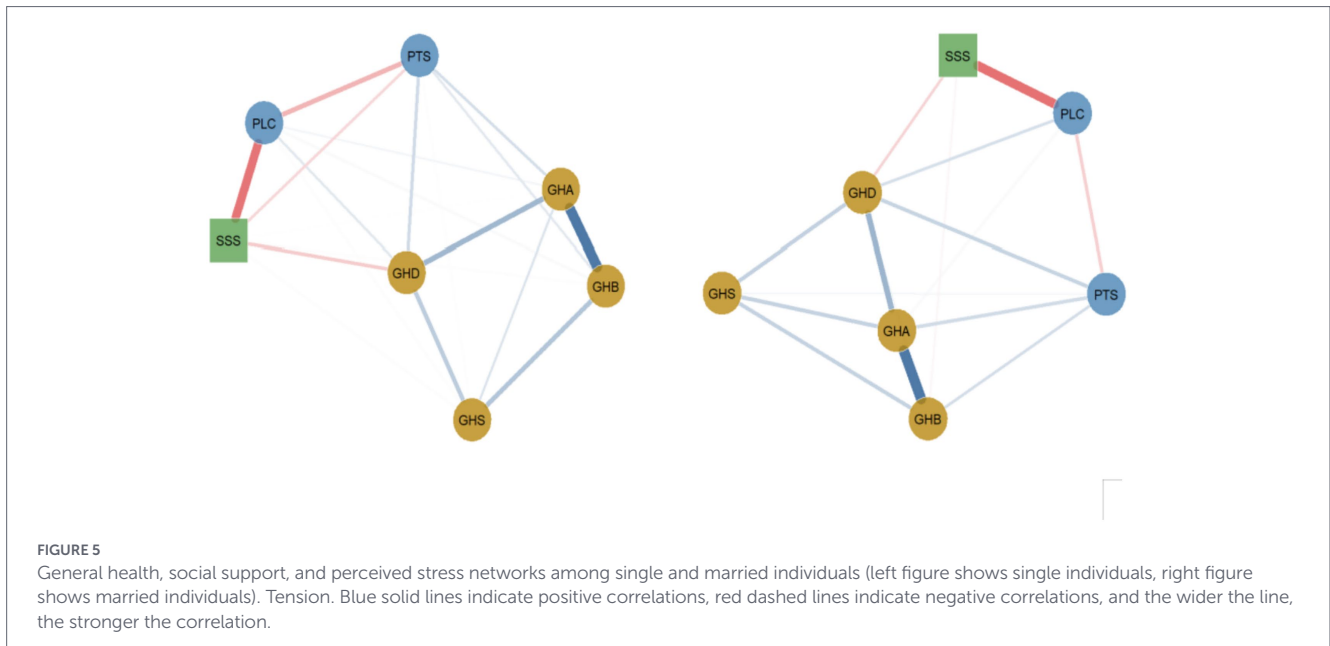 PTS
PLC
SSS
GHA
GHD
GHB
GHS
SSS
PLC
GHD
GHS
PTS
GHA
GHB
FIGURE 5
General health, social support, and perceived stress networks among single and married individuals (left figure shows single individuals, right figure
shows married individuals). Tension. Blue solid lines indicate positive correlations, red dashed lines indicate negative correlations, and the wider the line,
the stronger the correlation.